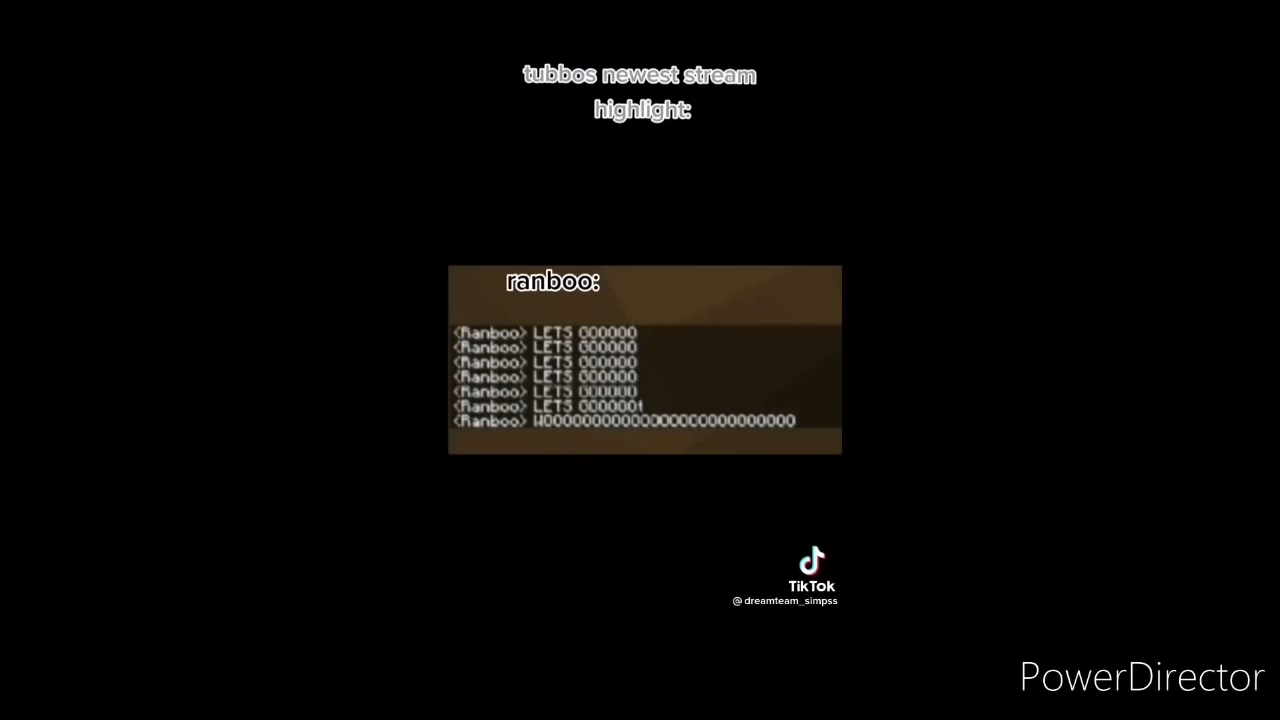 tubbos newest stream
highlight:
ranboo:
<Ranboo> LETS GOOOOO
<Ranboo> LETS GOOOOO
<Ranboo> LETS GOOOOO
<Ranboo> LETS GOOOOO
<Ranboo> LETS GOOOOO
<Ranboo> LETS GOOOOO!
<Ranboo> WOOOOOOOOOOOOOOOOOOOOOOOOOOO
TikTok
@dreamteam_simpss
PowerDirector